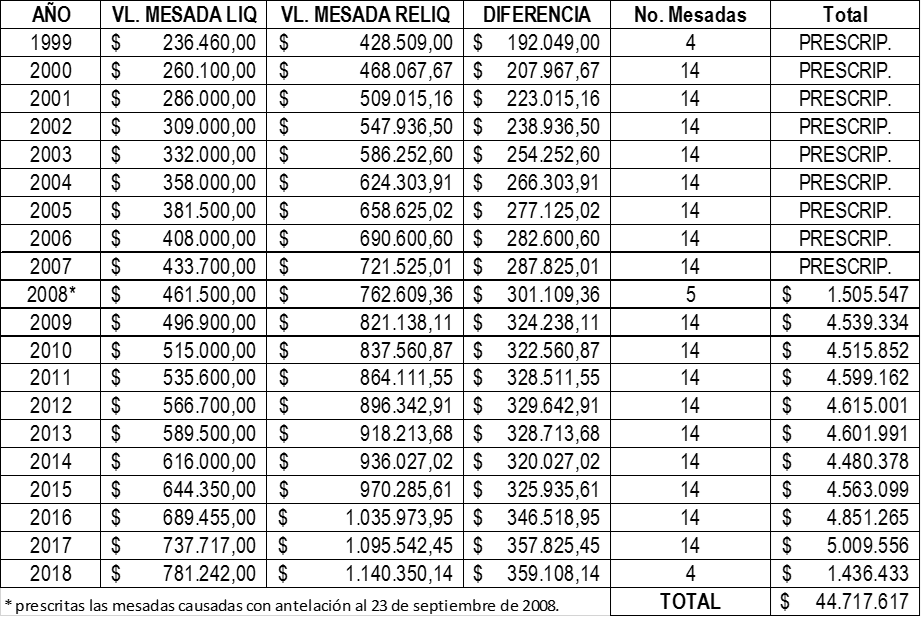 AÑO VL. MESADA LIQ VL. MESADA RELIQ DIFERENCIA No. Mesadas Total
1999 $ 236.460,00 $ 428.509,00 $ 192.049,00 4 PRESCRIP.
2000 $ 260.100,00 $ 468.067,67 $ 207.967,67 14 PRESCRIP.
2001 $ 286.000,00 $ 509.015,16 $ 223.015,16 14 PRESCRIP.
2002 $ 309.000,00 $ 547.936,50 $ 238.936,50 14 PRESCRIP.
2003 $ 332.000,00 $ 586.252,60 $ 254.252,60 14 PRESCRIP.
2004 $ 358.000,00 $ 624.303,91 $ 266.303,91 14 PRESCRIP.
2005 $ 381.500,00 $ 658.625,02 $ 277.125,02 14 PRESCRIP.
2006 $ 408.000,00 $ 690.600,60 $ 282.600,60 14 PRESCRIP.
2007 $ 433.700,00 $ 721.525,01 $ 287.825,01 14 PRESCRIP.
2008* $ 461.500,00 $ 762.609,36 $ 301.109,36 5 $ 1.505.547
2009 $ 496.900,00 $ 821.138,11 $ 324.238,11 14 $ 4.539.334
2010 $ 515.000,00 $ 837.560,87 $ 322.560,87 14 $ 4.515.852
2011 $ 535.600,00 $ 864.111,55 $ 328.511,55 14 $ 4.599.162
2012 $ 566.700,00 $ 896.342,91 $ 329.642,91 14 $ 4.615.001
2013 $ 589.500,00 $ 918.213,68 $ 328.713,68 14 $ 4.601.991
2014 $ 616.000,00 $ 936.027,02 $ 320.027,02 14 $ 4.480.378
2015 $ 644.350,00 $ 970.285,61 $ 325.935,61 14 $ 4.563.099
2016 $ 689.455,00 $ 1.035.973,95 $ 346.518,95 14 $ 4.851.265
2017 $ 737.717,00 $ 1.095.542,45 $ 357.825,45 14 $ 5.009.556
2018 $ 781.242,00 $ 1.140.350,14 $ 359.108,14 4 $ 1.436.433
* prescritas las mesadas causadas con antelación al 23 de septiembre de 2008. TOTAL $ 44.717.617